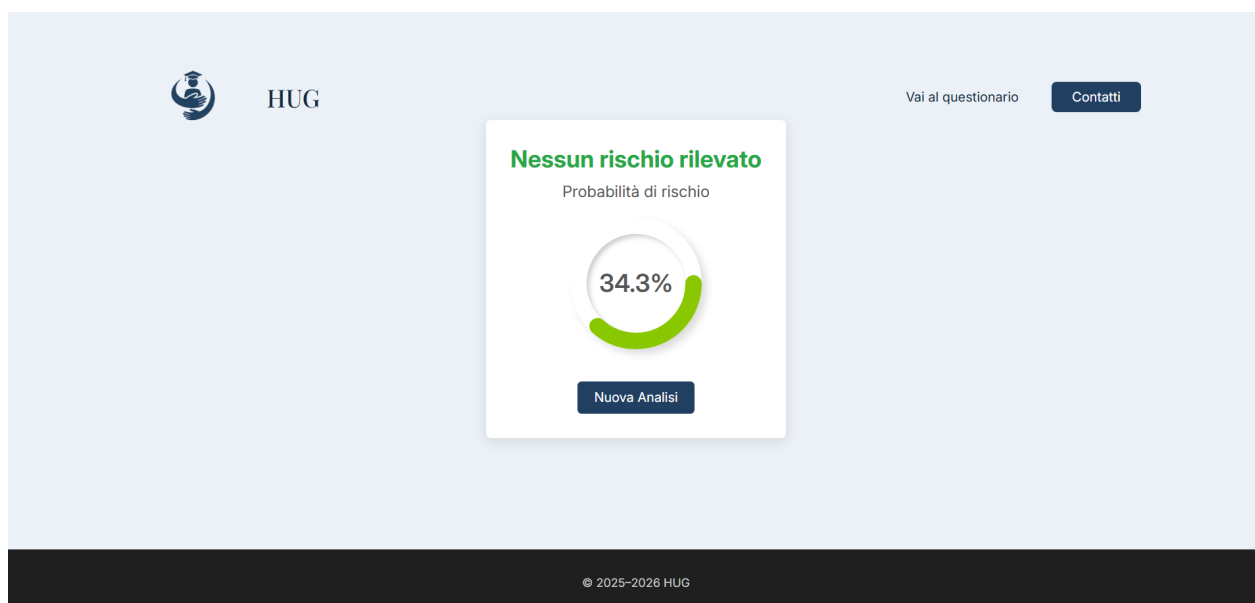 HUG
Vai al questionario
Contatti
Nessun rischio rilevato
Probabilità di rischio
34.3%
Nuova Analisi
© 2025–2026 HUG